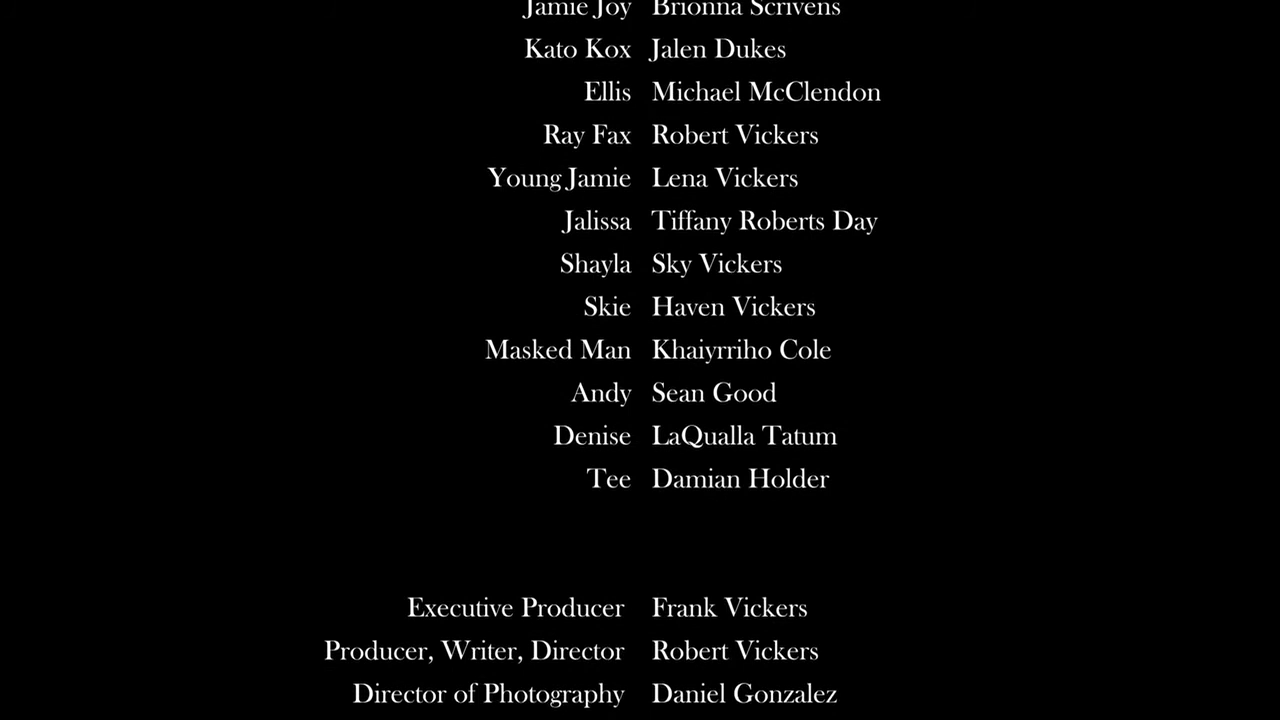 Jamie Joy Brionna Scrivens
Kato Kox Jalen Dukes
Ellis Michael McClendon
Ray Fax Robert Vickers
Young Jamie Lena Vickers
Jalissa Tiffany Roberts Day
Shayla Sky Vickers
Skie Haven Vickers
Masked Man Khaiyrriho Cole
Andy Sean Good
Denise LaQualla Tatum
Tee Damian Holder
Executive Producer Frank Vickers
Producer, Writer, Director Robert Vickers
Director of Photography Daniel Gonzalez